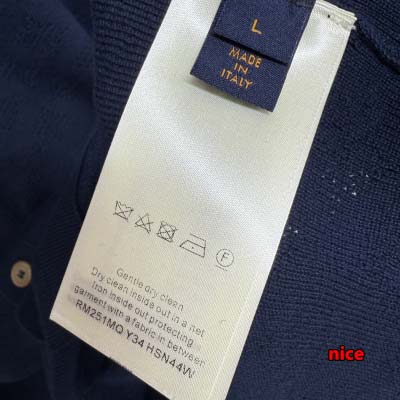 L
MADE
IN
ITALY
F
Gentle dry clean
Dry clean inside out in a net
Iron inside out protecting
garment with a fabric in between
RM251MQ Y34 HSN44W
nice